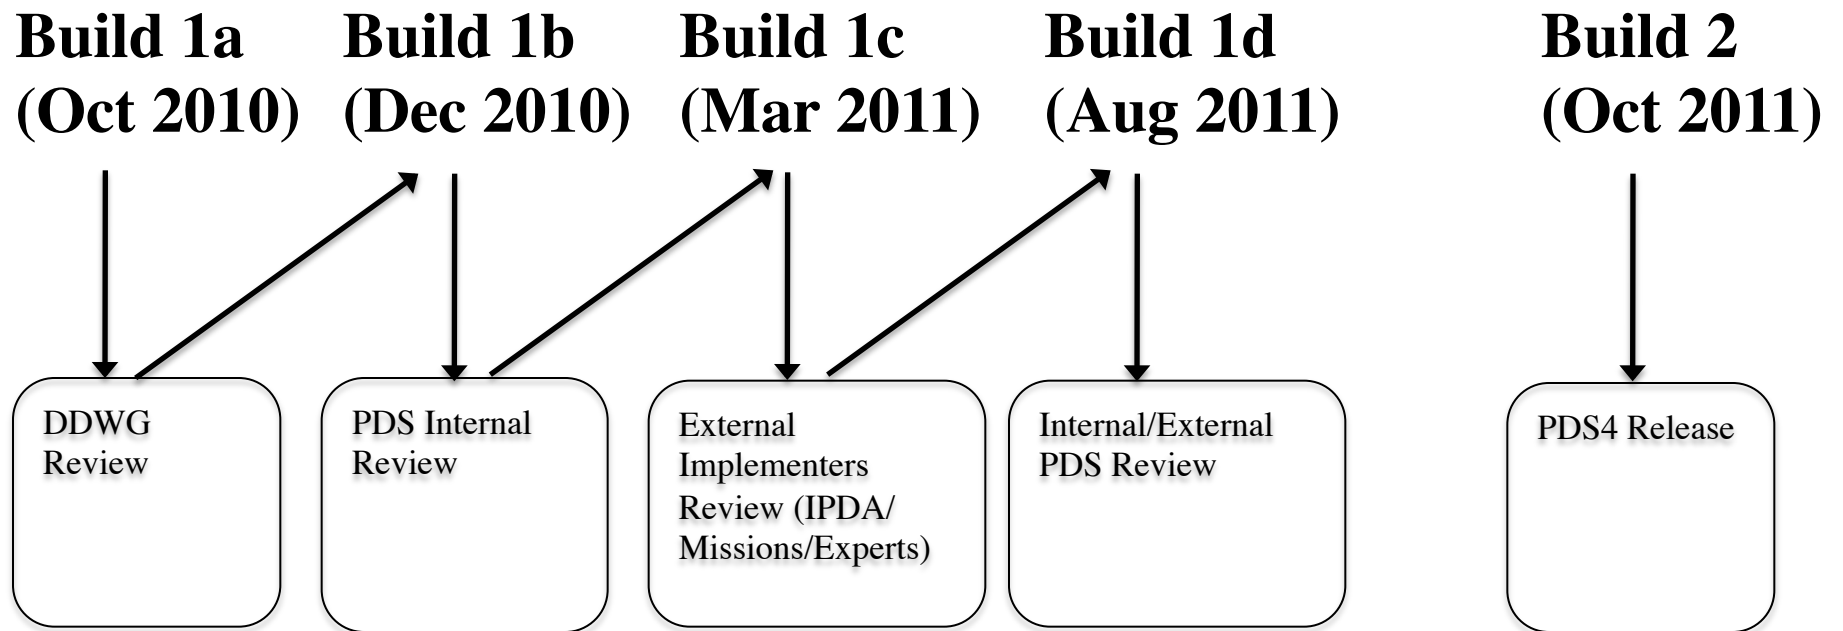 Build 1a
(Oct 2010)
Build 1b
(Dec 2010)
Build 1c
(Mar 2011)
Build 1d
(Aug 2011)
Build 2
(Oct 2011)
DDWG
Review
PDS Internal
Review
External
Implementers
Review (IPDA/
Missions/Experts)
Internal/External
PDS Review
PDS4 Release